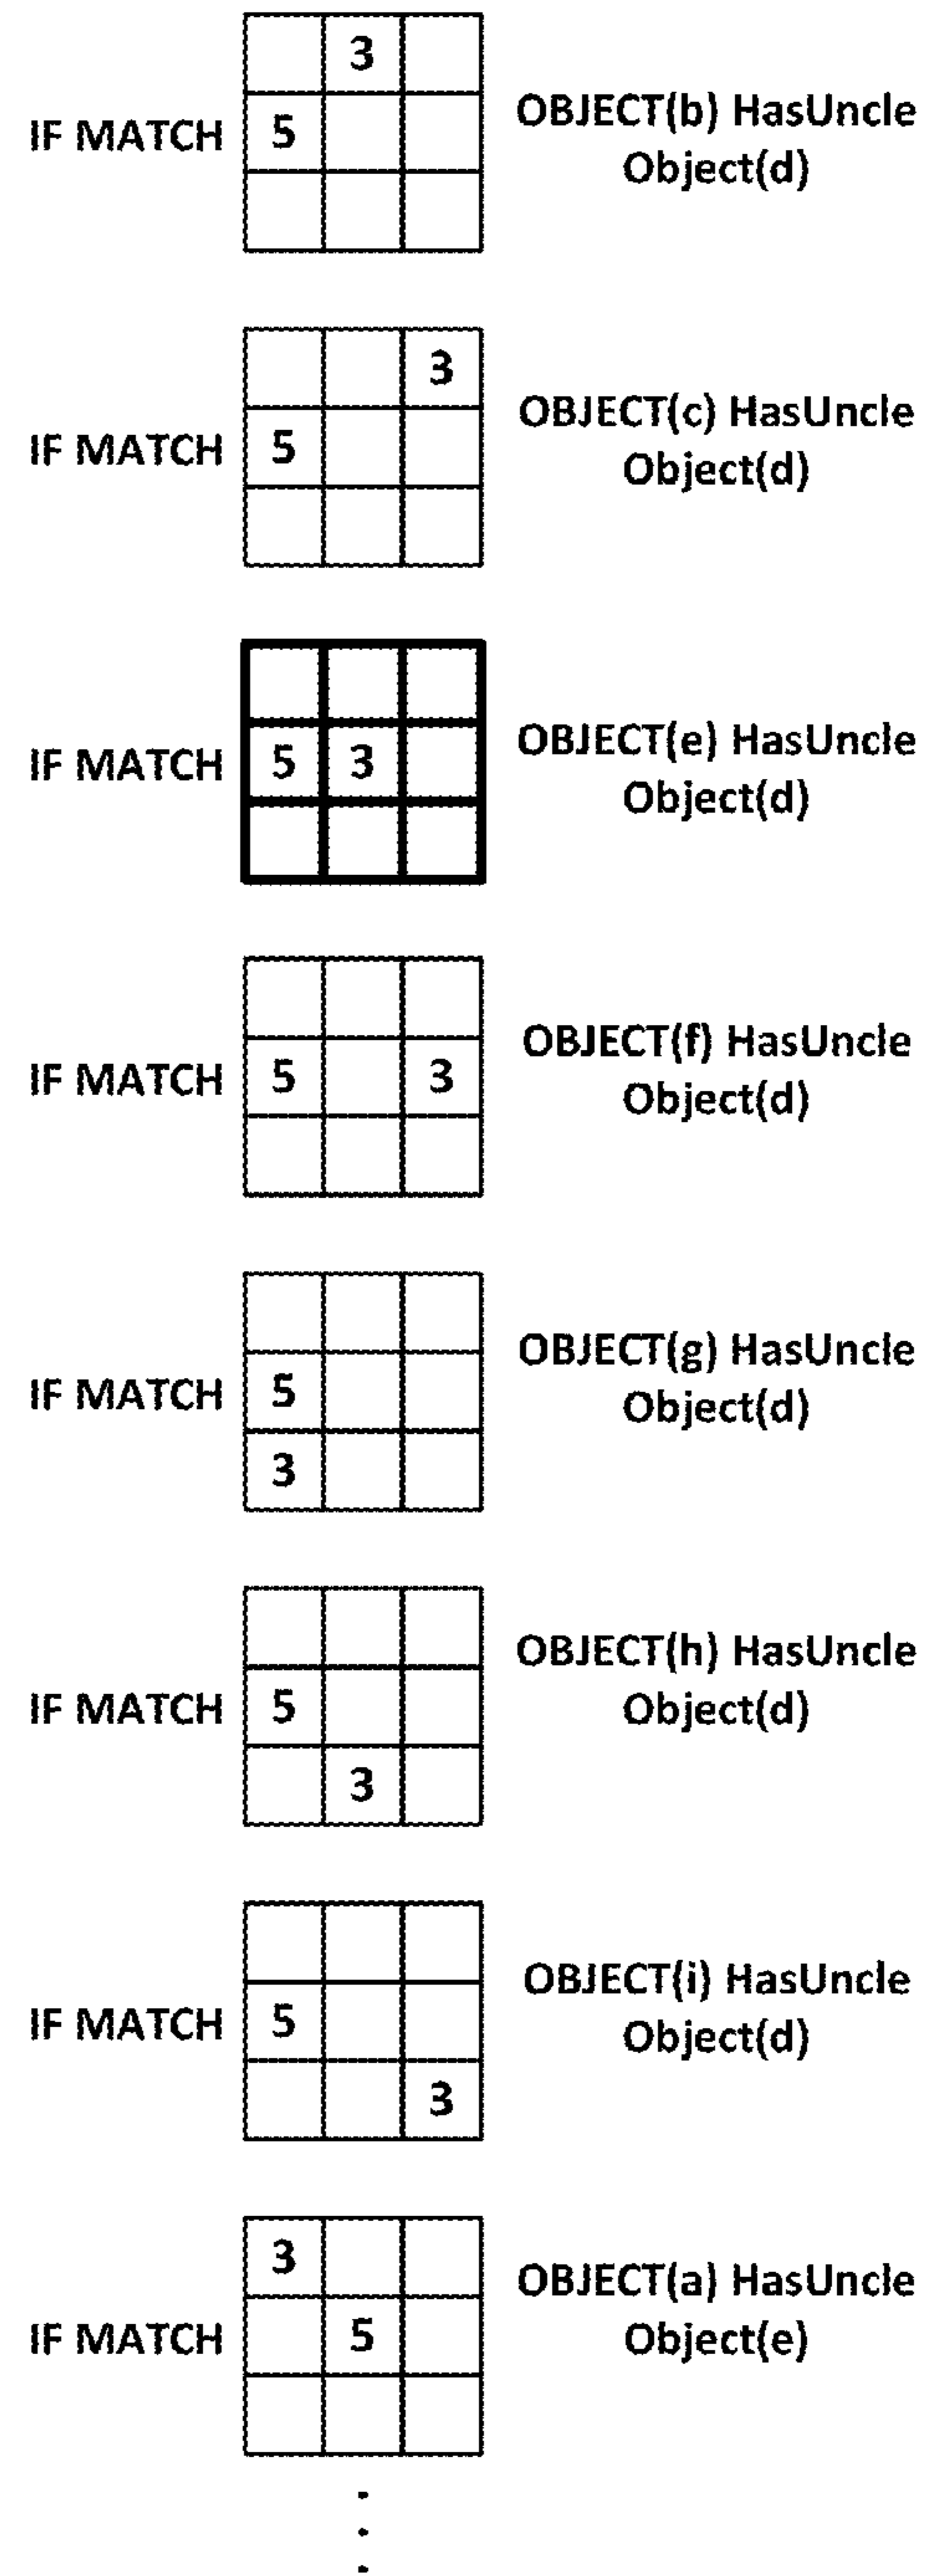 3
OBJECT(b) HasUncle
IF MATCH 5
Object(d)
3
OBJECT(c) HasUncle
IF MATCH 5
Object(d)
OBJECT(e) HasUncle
IF MATCH 5 3
Object(d)
OBJECT(f) HasUncle
IF MATCH 5 3
Object(d)
OBJECT(g) HasUncle
IF MATCH 5
Object(d)
3
OBJECT(h) HasUncle
IF MATCH 5
Object(d)
3
OBJECT(i) HasUncle
IF MATCH 5
Object(d)
3
3
OBJECT(a) HasUncle
IF MATCH 5
Object(e)